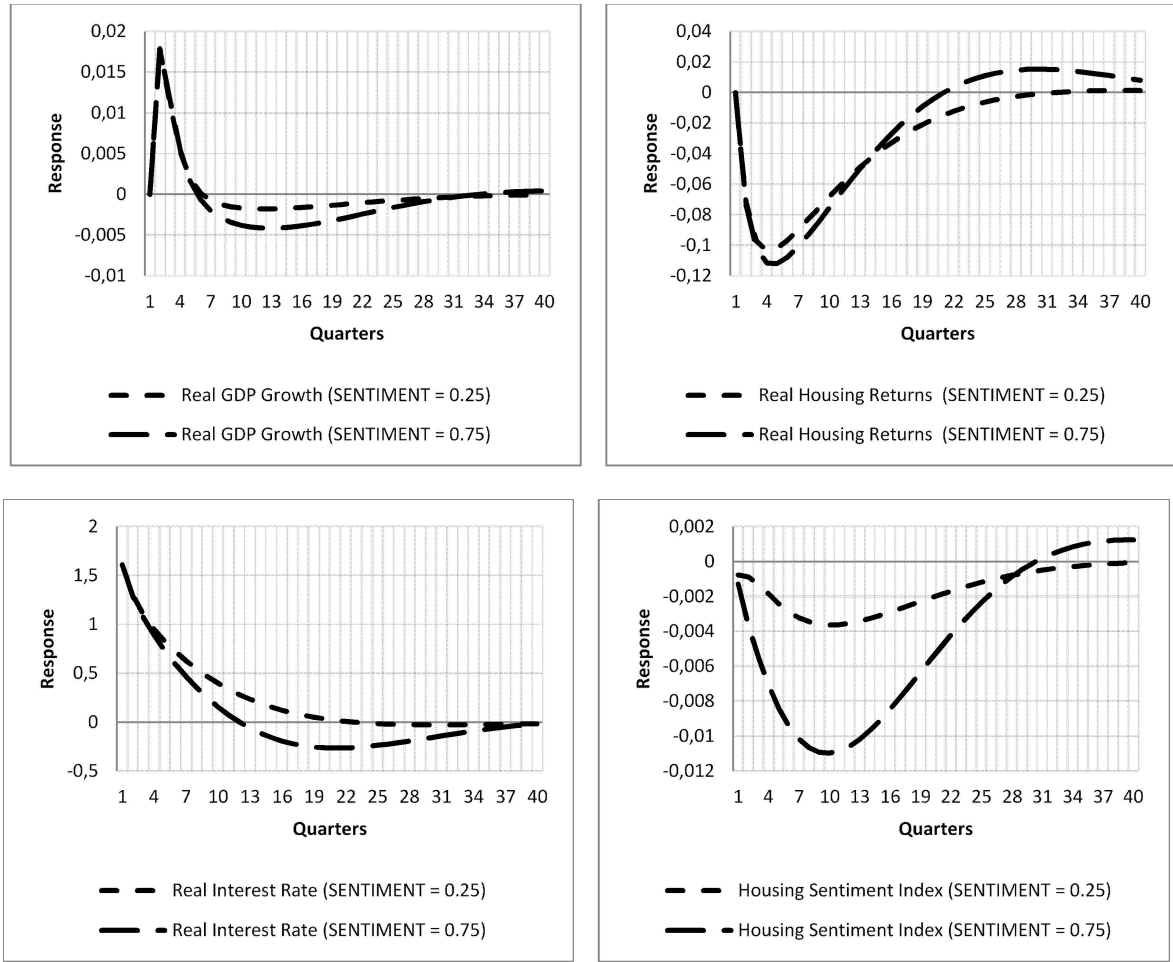 0,02
0,015
0,01
0,005
0
-0,005
-0,01
Response
1 4 7 10 13 16 19 22 25 28 31 34 37 40
Quarters
Real GDP Growth (SENTIMENT = 0.25)
Real GDP Growth (SENTIMENT = 0.75)
0,04
0,02
0
-0,02
-0,04
-0,06
-0,08
-0,1
-0,12
Response
1 4 7 10 13 16 19 22 25 28 31 34 37 40
Quarters
Real Housing Returns (SENTIMENT = 0.25)
Real Housing Returns (SENTIMENT = 0.75)
2
1,5
1
0,5
0
-0,5
Response
1 4 7 10 13 16 19 22 25 28 31 34 37 40
Quarters
Real Interest Rate (SENTIMENT = 0.25)
Real Interest Rate (SENTIMENT = 0.75)
0,002
0
-0,002
-0,004
-0,006
-0,008
-0,01
-0,012
Response
1 4 7 10 13 16 19 22 25 28 31 34 37 40
Quarters
Housing Sentiment Index (SENTIMENT = 0.25)
Housing Sentiment Index (SENTIMENT = 0.75)